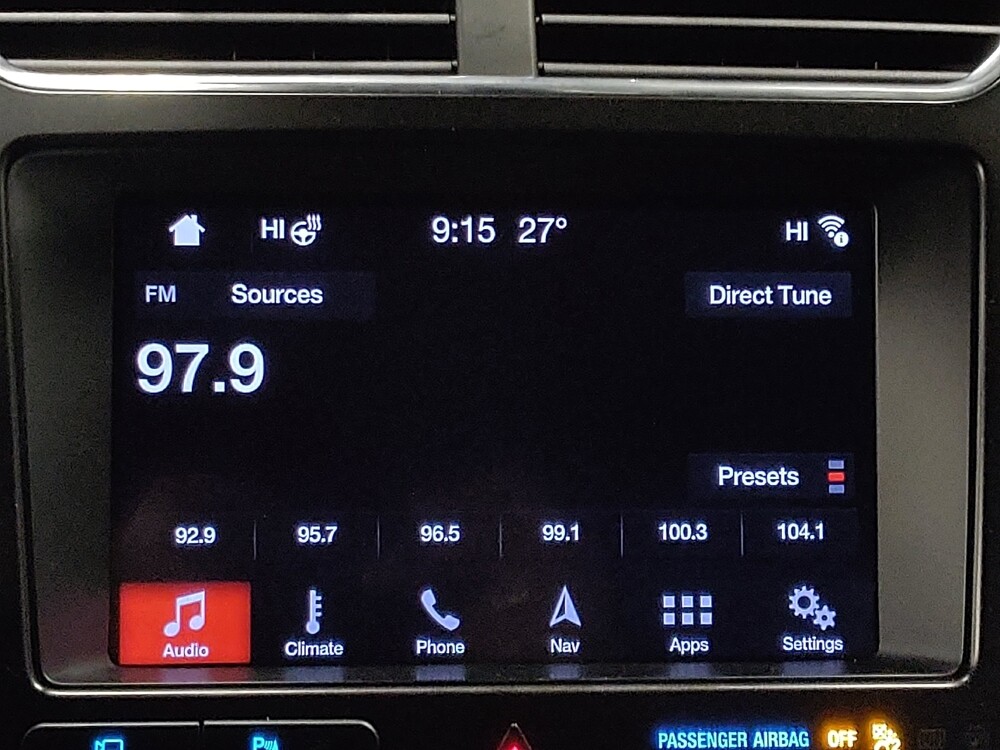 HI 9:15 27° HI
FM Sources Direct Tune
97.9
Presets
92.9 95.7 96.5 99.1 100.3 104.1
Audio Climate Phone Nav Apps Settings
PASSENGER AIRBAG OFF